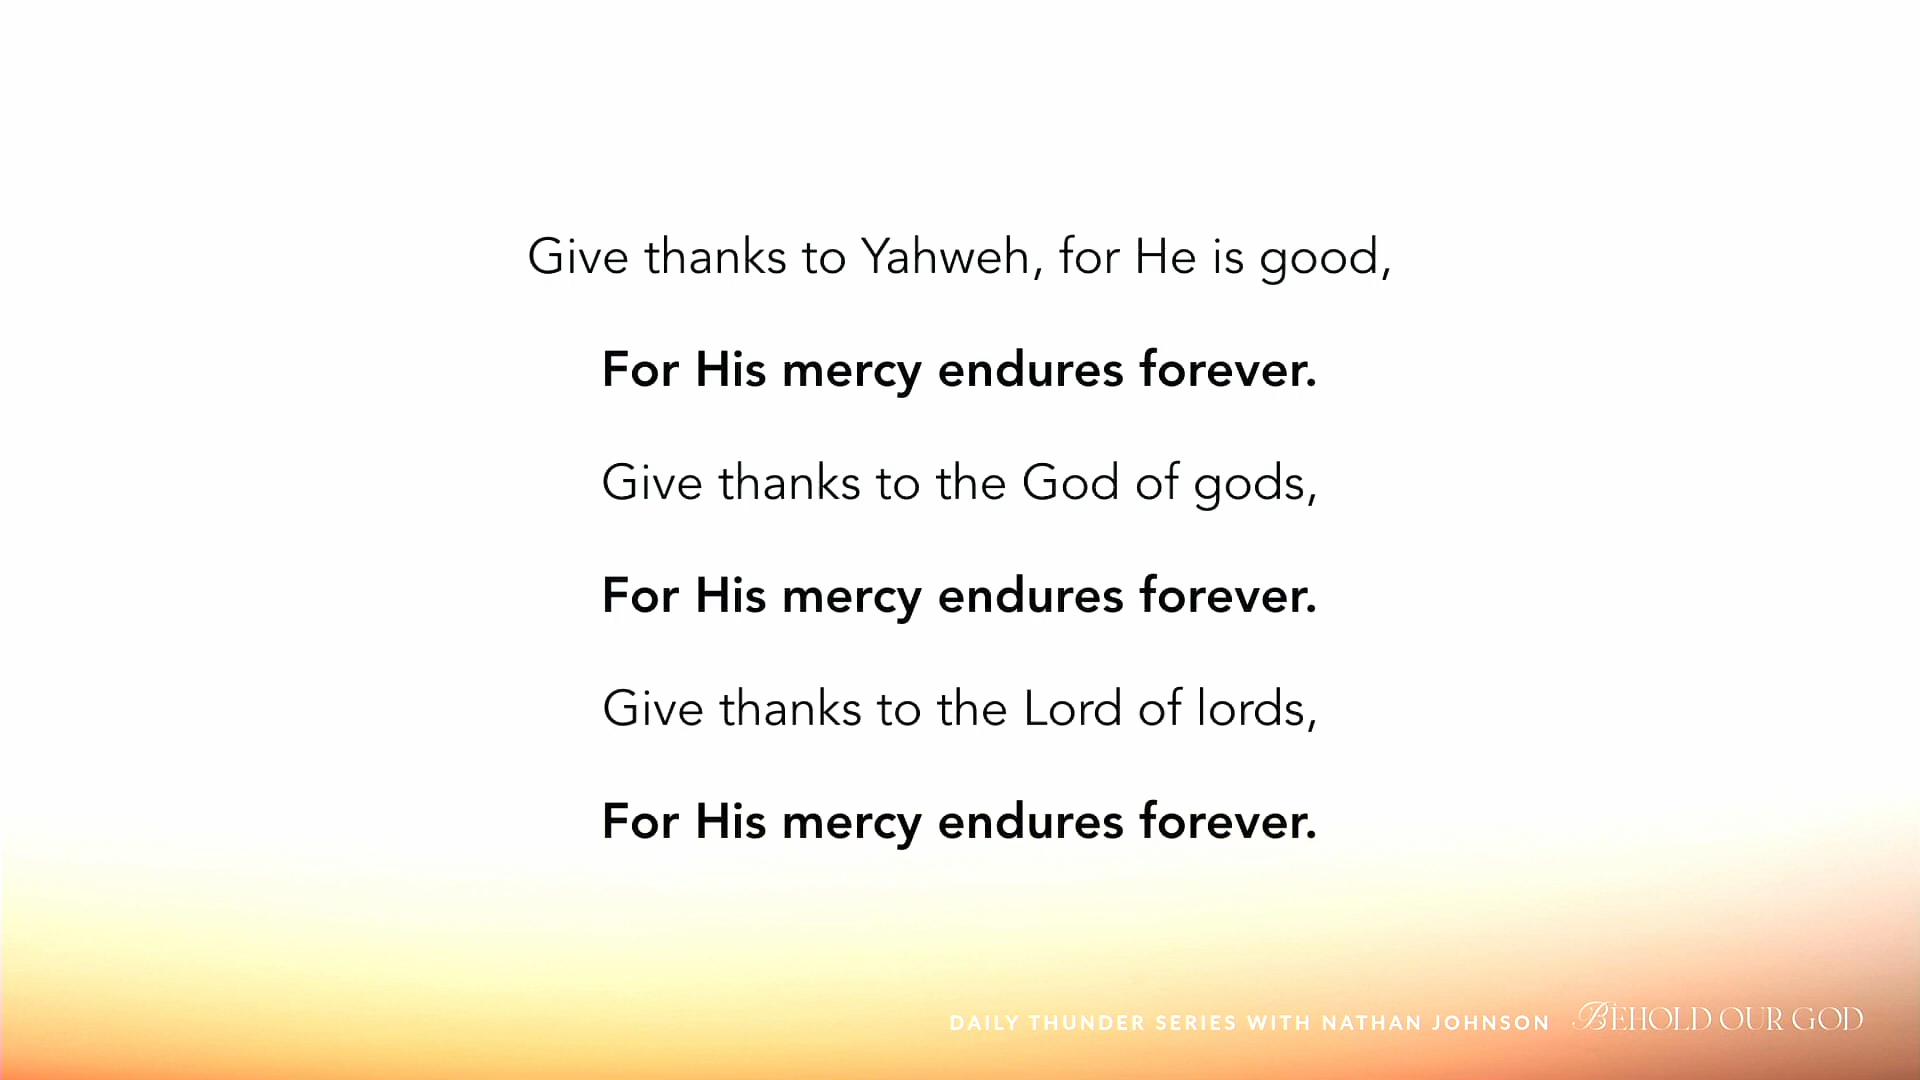 Give thanks to Yahweh, for He is good,
For His mercy endures forever.
Give thanks to the God of gods,
For His mercy endures forever.
Give thanks to the Lord of lords,
For His mercy endures forever.
DAILY THUNDER SERIES WITH NATHAN JOHNSON BEHOLD OUR GOD